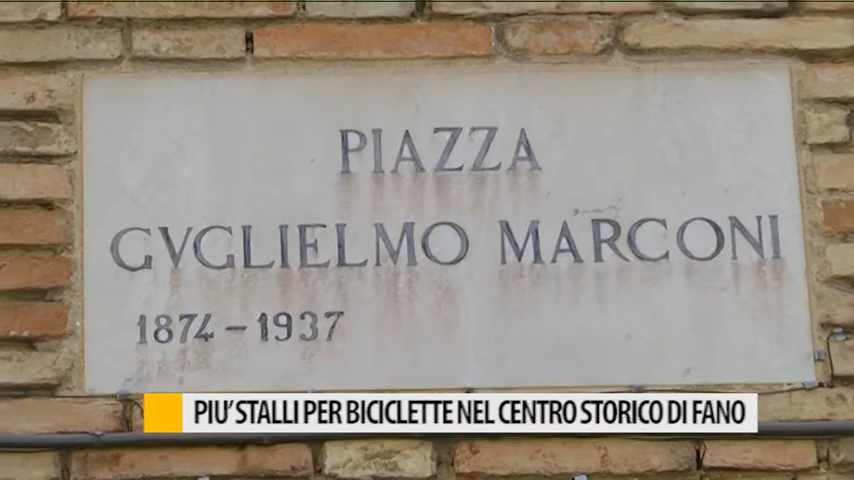 PIAZZA
GVGLIELMO MARCONI
1874 - 1937
PIU' STALLI PER BICICLETTE NEL CENTRO STORICO DI FANO